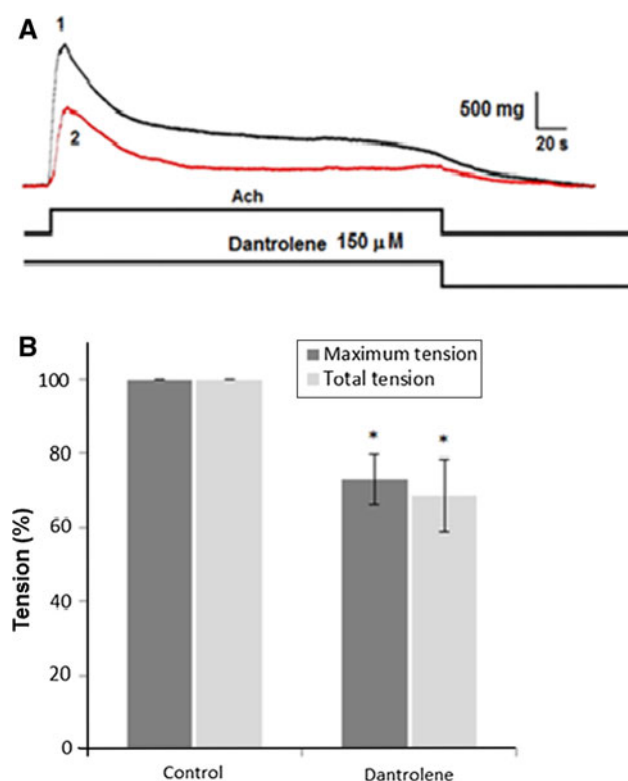 A
1
2
500 mg
20 s
Ach
Dantrolene 150 µM
B
Maximum tension
Total tension
100
80
60
40
20
0
Tension (%)
* *
Control Dantrolene